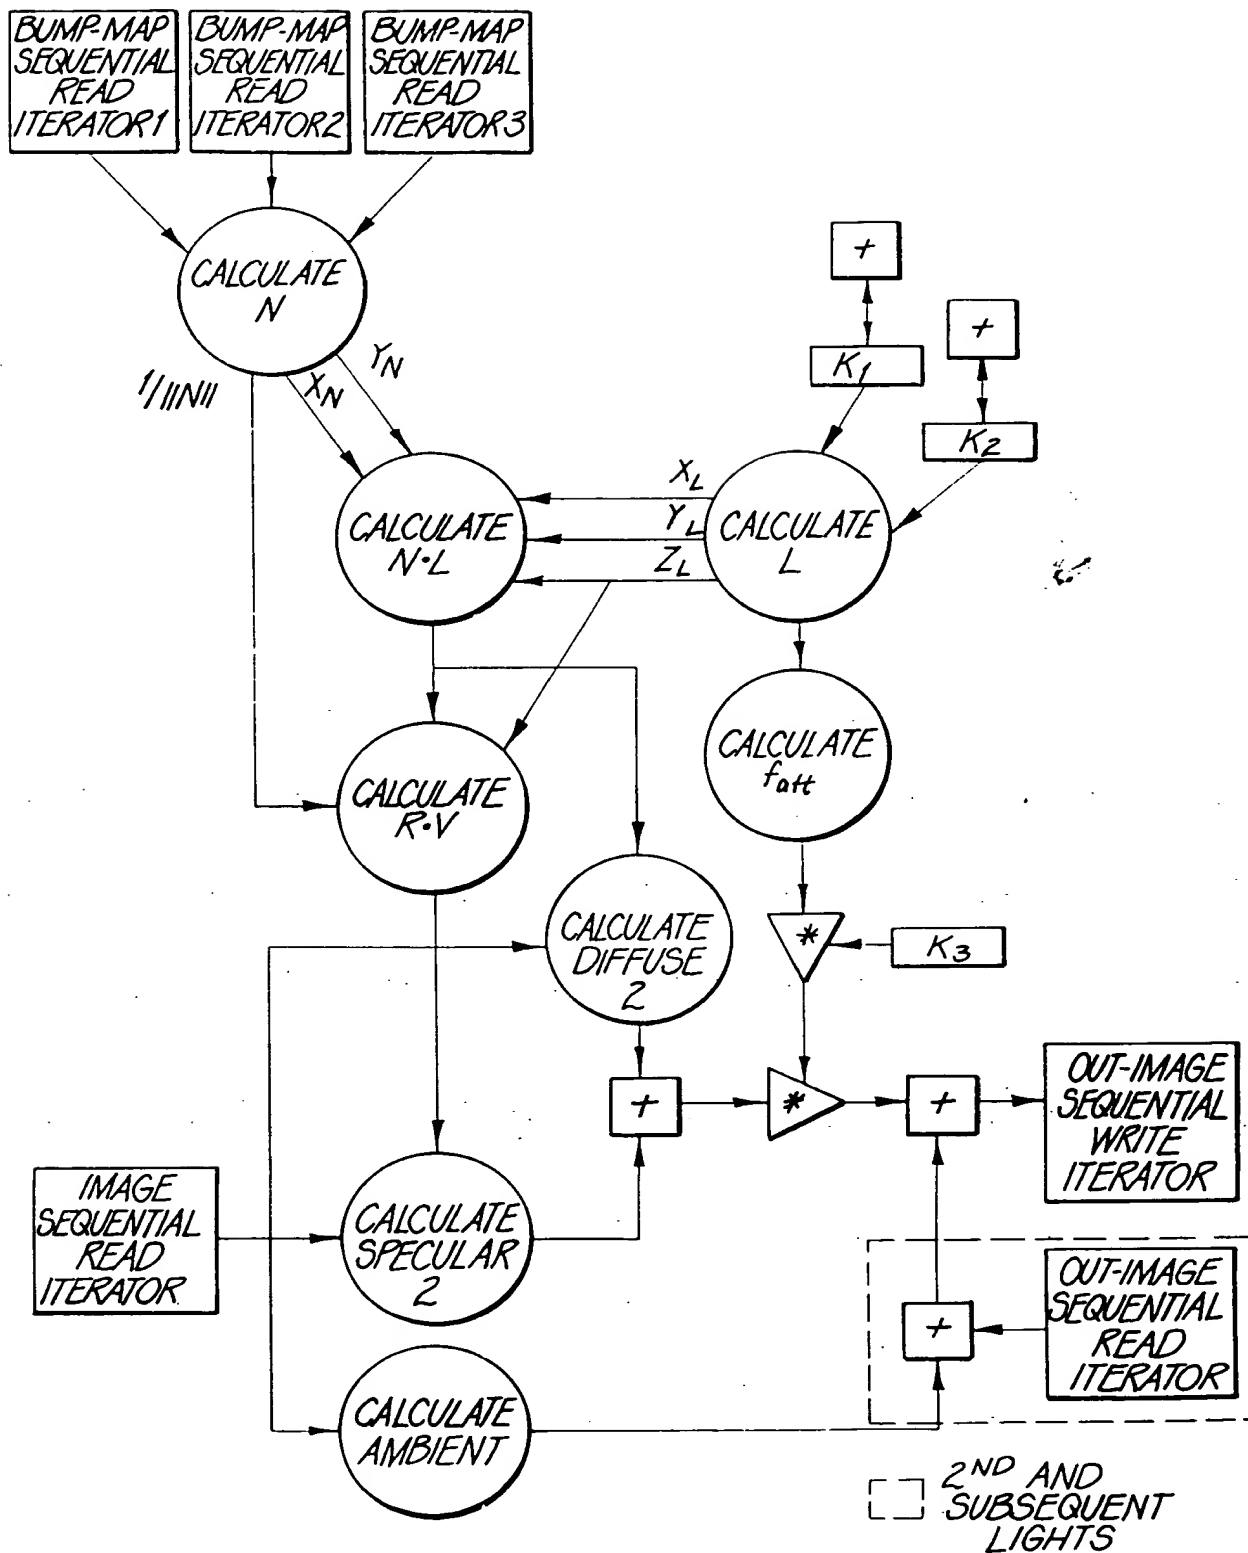 BUMP-MAP
SEQUENTIAL
READ
ITERATOR1
BUMP-MAP
SEQUENTIAL
READ
ITERATOR2
BUMP-MAP
SEQUENTIAL
READ
ITERATOR3
CALCULATE
N
1/||N||
XN
YN
+
K1
+
K2
CALCULATE
N•L
XL
YL
ZL
CALCULATE
L
CALCULATE
R•V
CALCULATE
fatt
CALCULATE
DIFFUSE
2
*
K3
+
*
+
OUT-IMAGE
SEQUENTIAL
WRITE
ITERATOR
IMAGE
SEQUENTIAL
READ
ITERATOR
CALCULATE
SPECULAR
2
+
OUT-IMAGE
SEQUENTIAL
READ
ITERATOR
CALCULATE
AMBIENT
2ND AND
SUBSEQUENT
LIGHTS